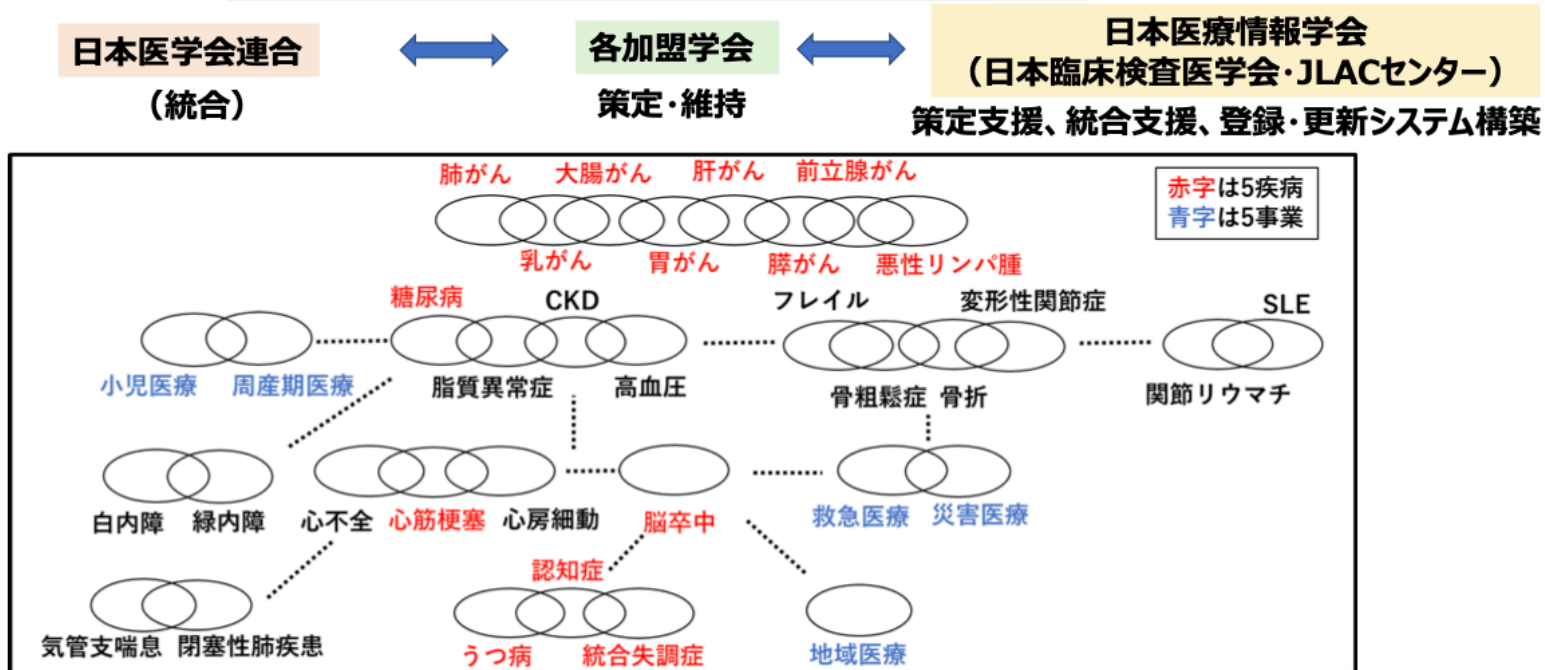 日本医学会連合
（統合）
各加盟学会
策定・維持
日本医療情報学会
（日本臨床検査医学会・JLACセンター）
策定支援、統合支援、登録・更新システム構築
赤字は5疾病
青字は5事業
肺がん 大腸がん 肝がん 前立腺がん
乳がん 胃がん 膵がん 悪性リンパ腫
糖尿病 CKD フレイル 変形性関節症 SLE
小児医療 周産期医療 脂質異常症 高血圧 骨粗鬆症 骨折 関節リウマチ
白内障 緑内障 心不全 心筋梗塞 心房細動 脳卒中 救急医療 災害医療
認知症
気管支喘息 閉塞性肺疾患 うつ病 統合失調症 地域医療